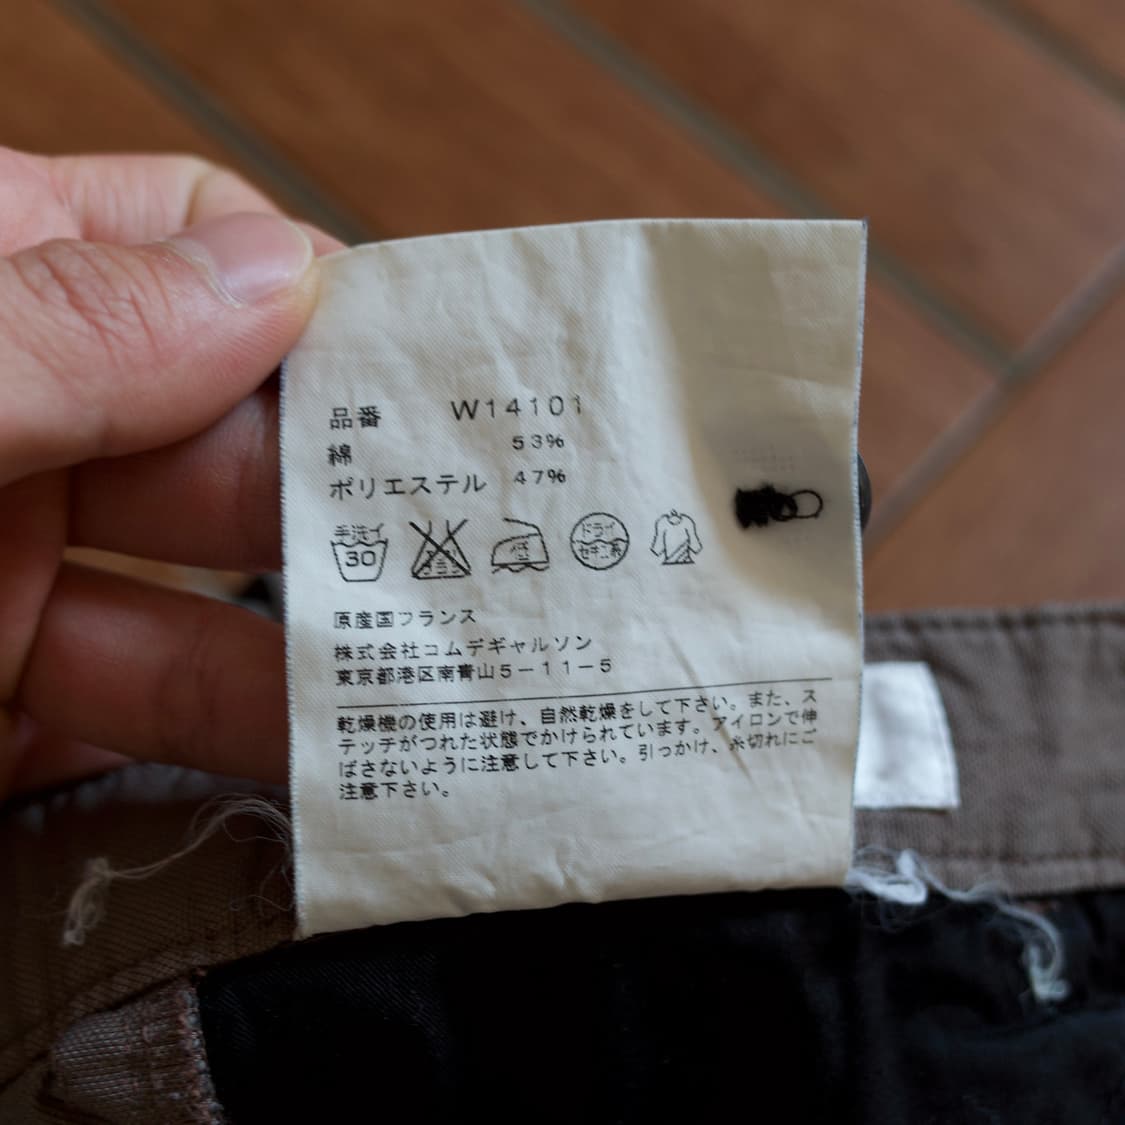 品番 W14101
綿 53%
ポリエステル 47%
手洗イ
30
低
ドライ
セキユ系
原産国フランス
株式会社コムデギャルソン
東京都港区南青山5-11-5
乾燥機の使用は避け、自然乾燥をして下さい。また、ス
テッチがつれた状態でかけられています。アイロンで伸
ばさないように注意して下さい。引っかけ、糸切れにご
注意下さい。